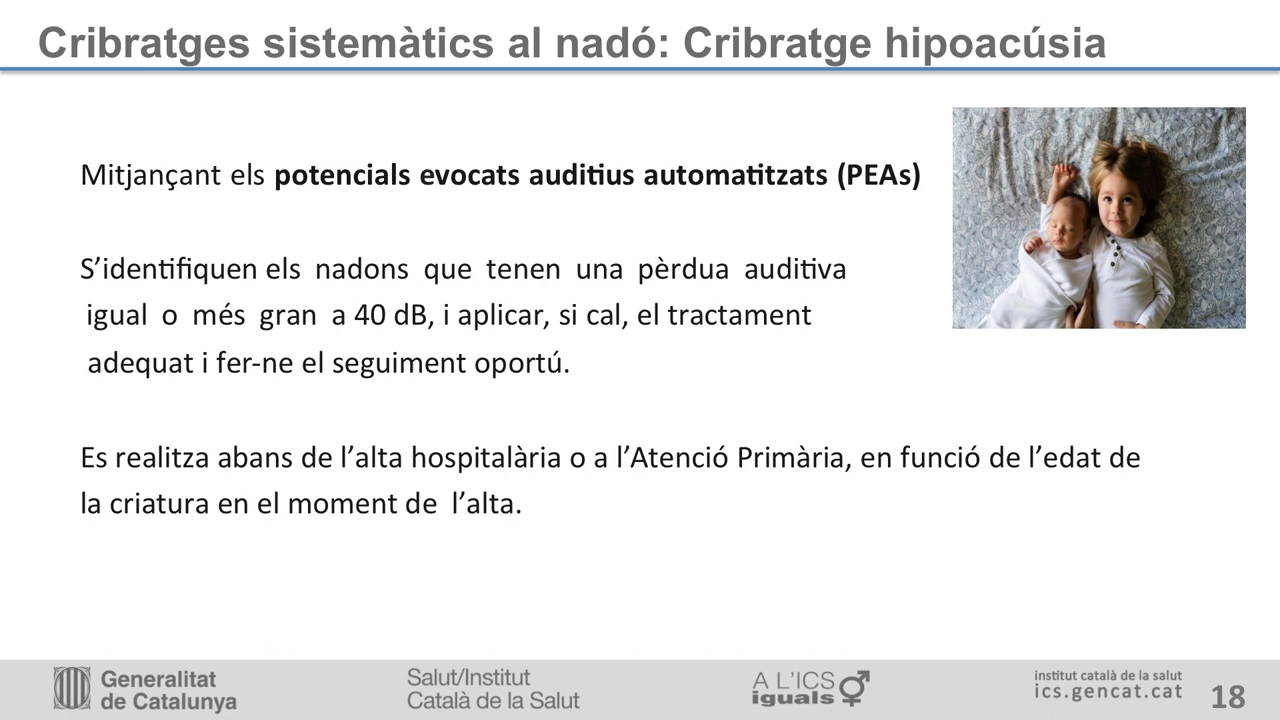 Cribratges sistemàtics al nadó: Cribratge hipoacúsia
Mitjançant els potencials evocats auditius automatitzats (PEAs)
S’identifiquen els nadons que tenen una pèrdua auditiva
igual o més gran a 40 dB, i aplicar, si cal, el tractament
adequat i fer-ne el seguiment oportú.
Es realitza abans de l’alta hospitalària o a l’Atenció Primària, en funció de l’edat de
la criatura en el moment de l’alta.
Generalitat
de Catalunya
Salut/Institut
Català de la Salut
A L'ICS
iguals
institut català de la salut
ics.gencat.cat
18